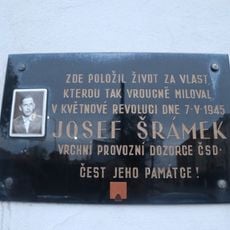 ZDE POLOŽIL ŽIVOT ZA VLAST,
KTEROU TAK VROUCNĚ MILOVAL,
V KVĚTNOVÉ REVOLUCI DNE 7·V·1945
JOSEF ŠRÁMEK
VRCHNÍ PROVOZNÍ DOZORCE ČSD·
ČEST JEHO PAMÁTCE!